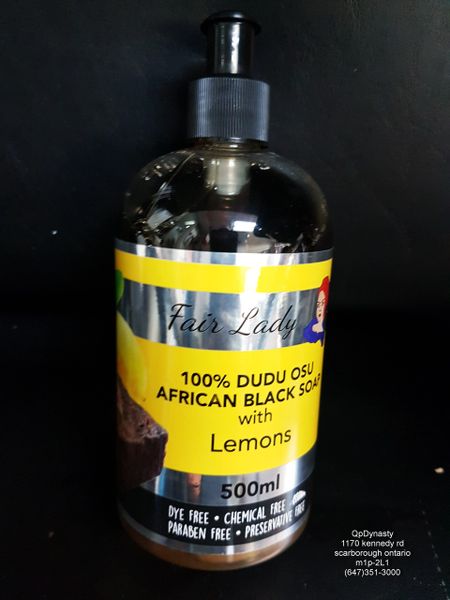 Fair Lady
100% DUDU OSU
AFRICAN BLACK SOAP
with
Lemons
500ml
DYE FREE • CHEMICAL FREE
PARABEN FREE • PRESERVATIVE FREE
QpDynasty
1170 kennedy rd
scarborough ontario
m1p-2L1
(647)351-3000